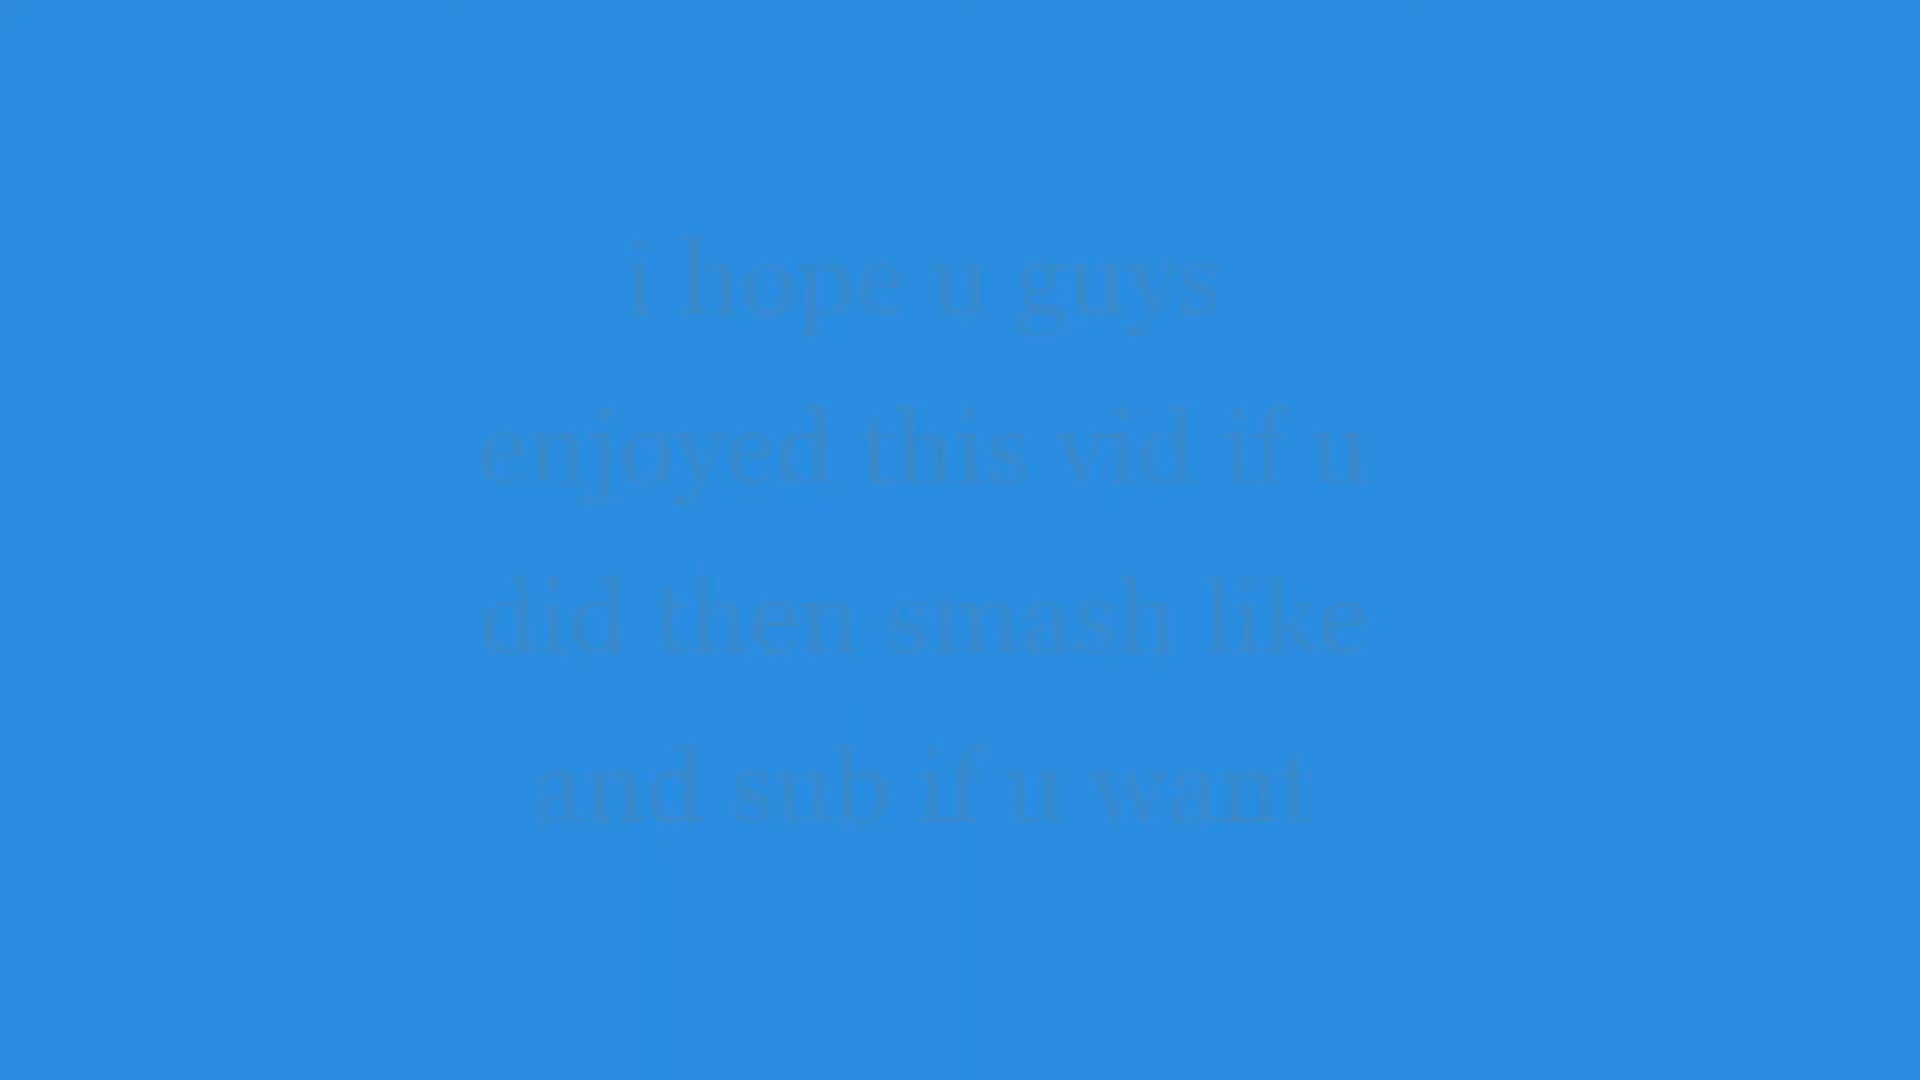 i hope u guys
enjoyed this vid if u
did then smash like
and sub if u want